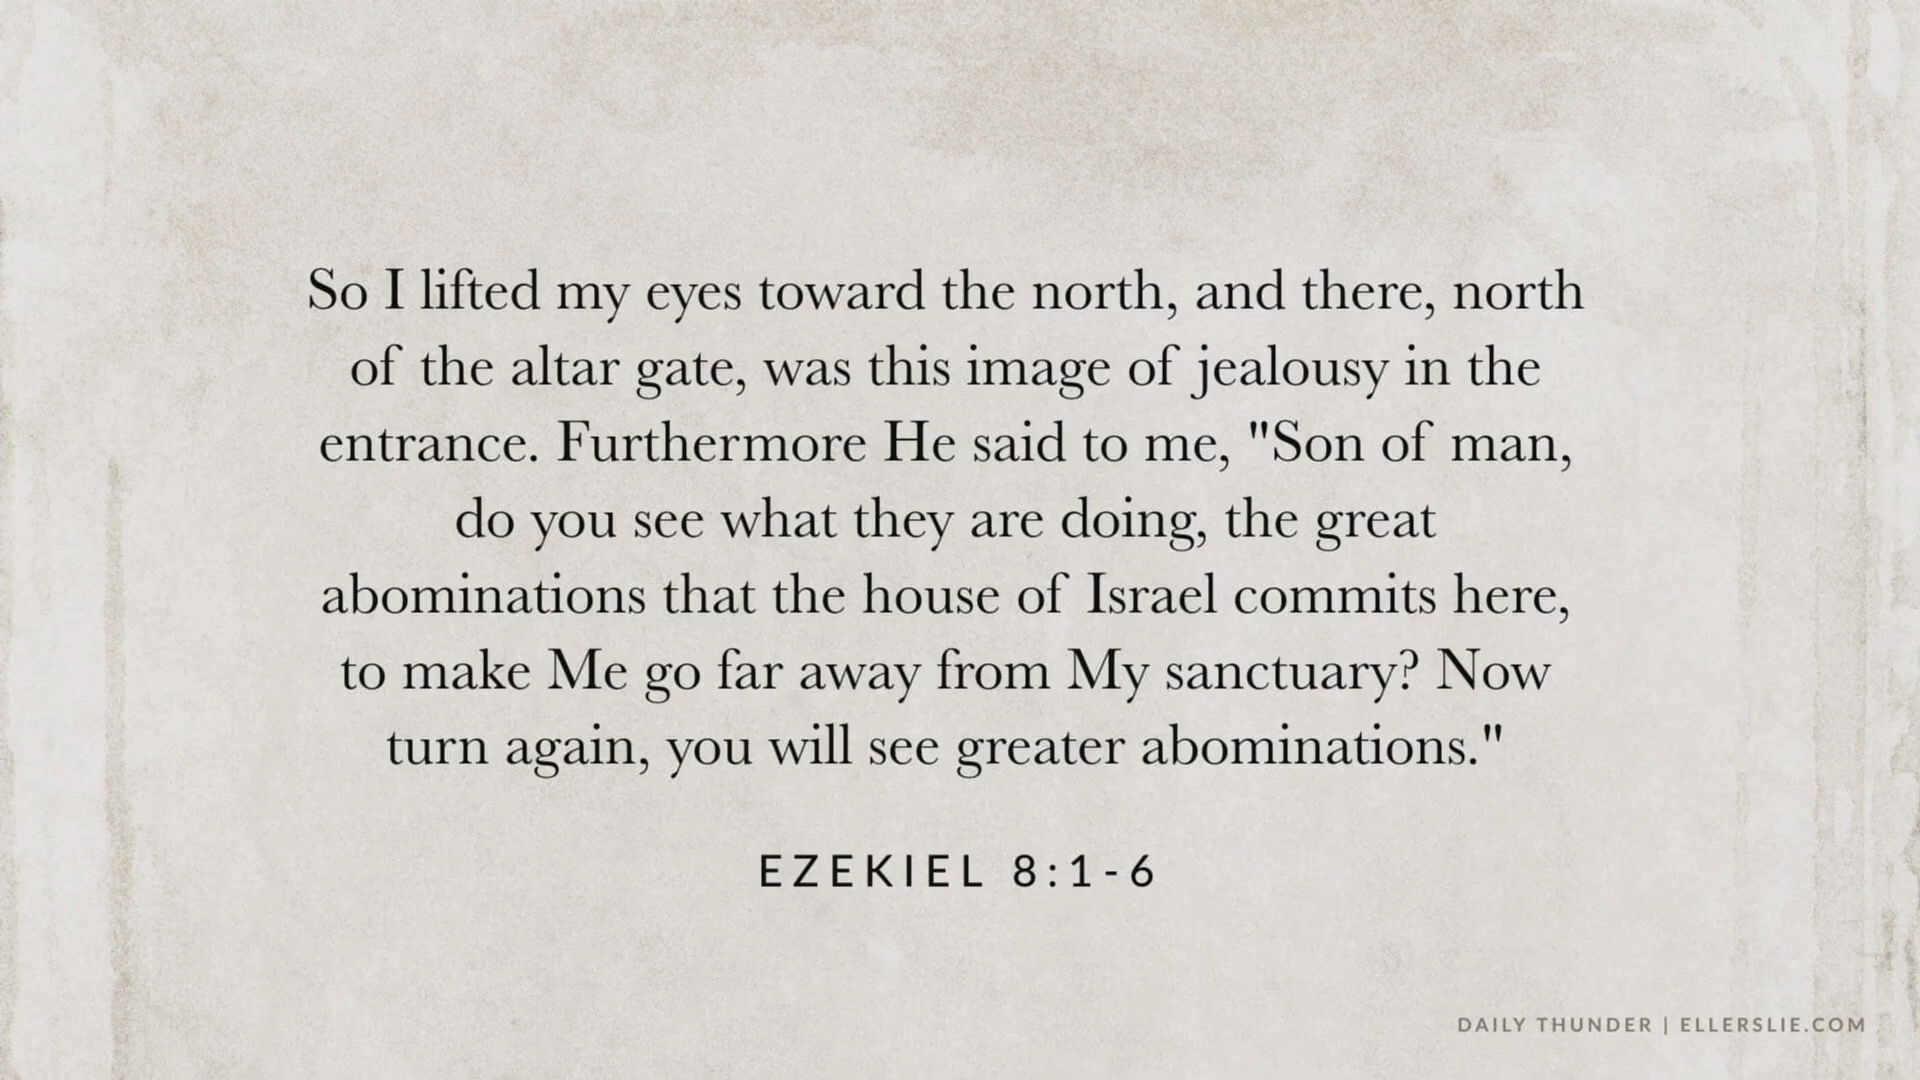 So I lifted my eyes toward the north, and there, north
of the altar gate, was this image of jealousy in the
entrance. Furthermore He said to me, "Son of man,
do you see what they are doing, the great
abominations that the house of Israel commits here,
to make Me go far away from My sanctuary? Now
turn again, you will see greater abominations."
EZEKIEL 8:1-6
DAILY THUNDER | ELLERSLIE.COM